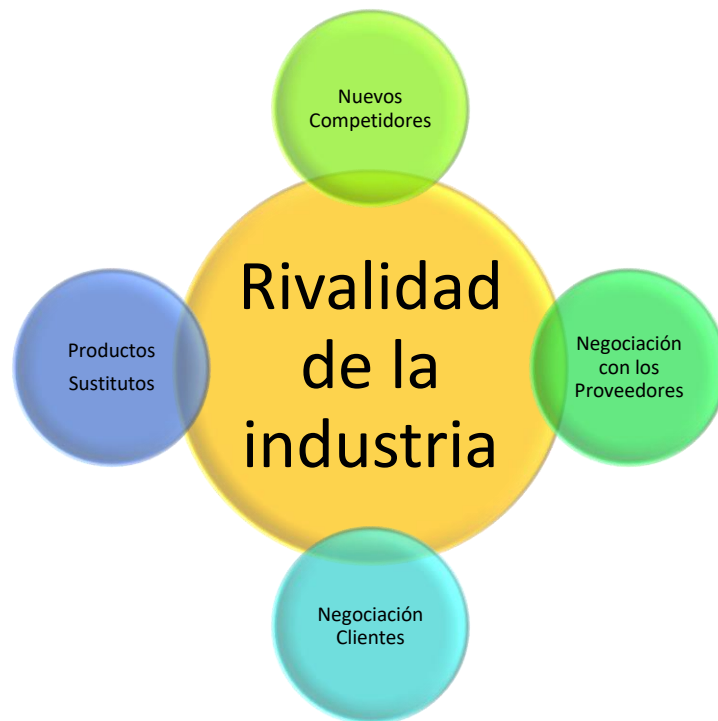 Nuevos
Competidores
Rivalidad
de la
industria
Productos
Sustitutos
Negociación
con los
Proveedores
Negociación
Clientes